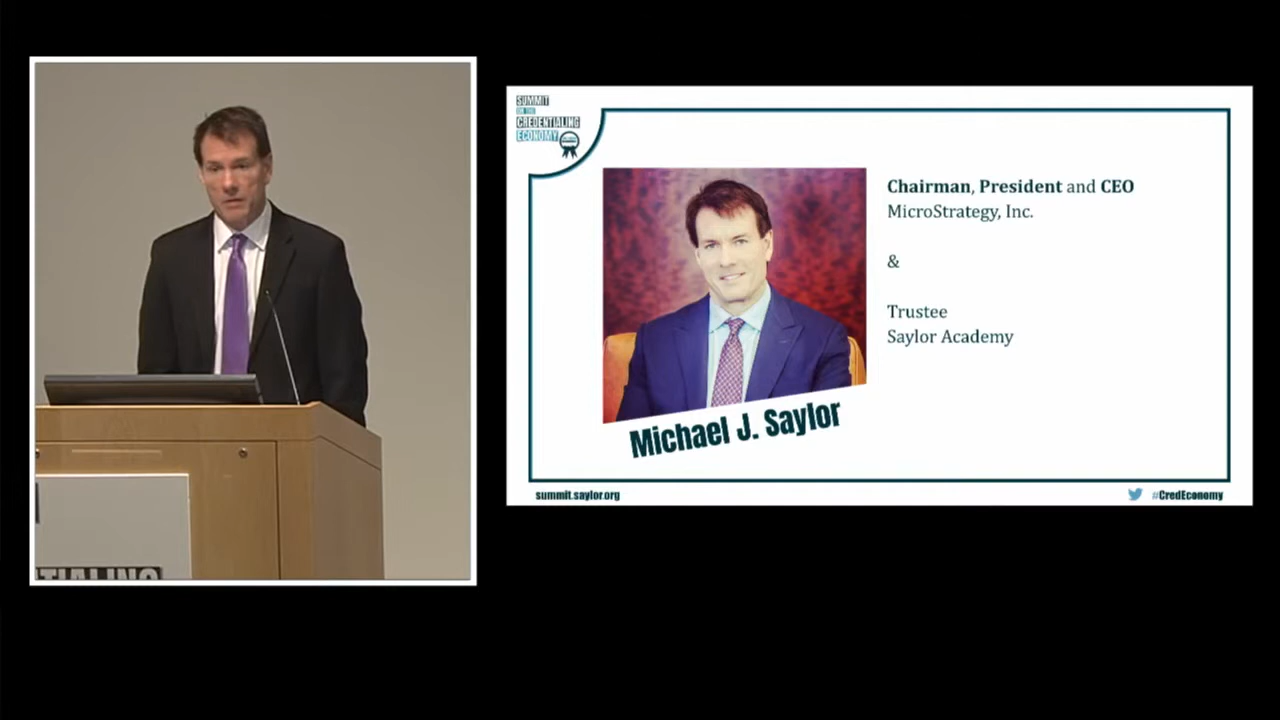 SUMMIT
ON THE
CREDENTIALING
ECONOMY
Chairman, President and CEO
MicroStrategy, Inc.
&
Trustee
Saylor Academy
Michael J. Saylor
summit.saylor.org
#CredEconomy